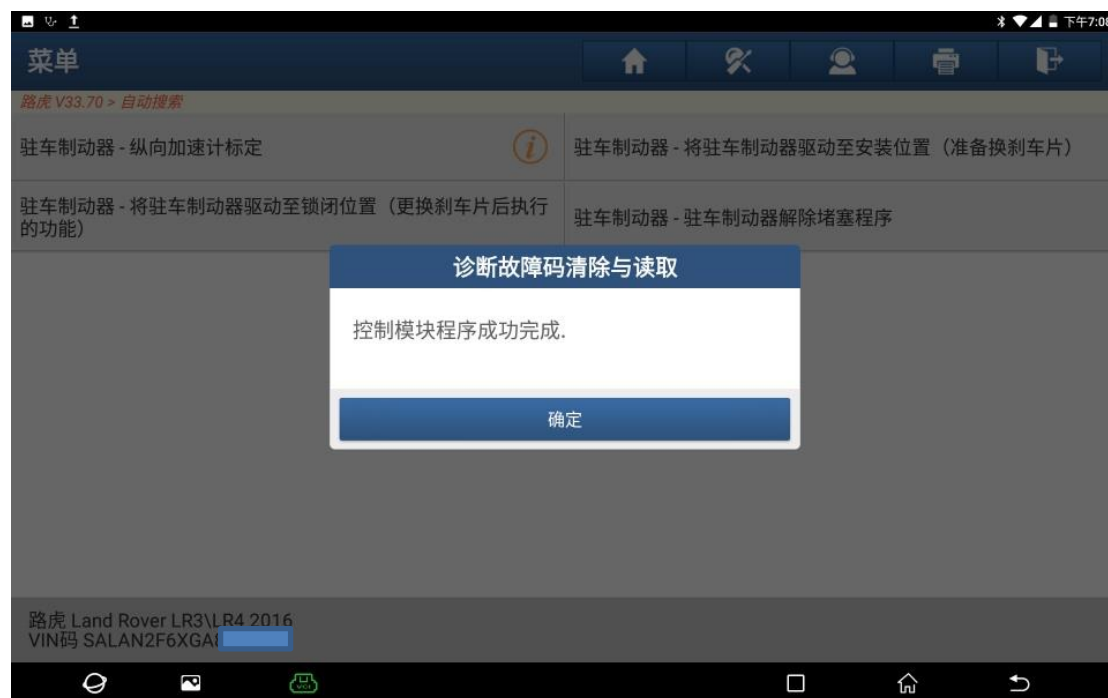 下午7:08
菜单
路虎 V33.70 > 自动搜索
驻车制动器 - 纵向加速计标定
驻车制动器 - 将驻车制动器驱动至安装位置（准备换刹车片）
驻车制动器 - 将驻车制动器驱动至锁闭位置（更换刹车片后执行
的功能）
驻车制动器 - 驻车制动器解除堵塞程序
诊断故障码清除与读取
控制模块程序成功完成.
确定
路虎 Land Rover LR3\LR4 2016
VIN码 SALAN2F6XGA
VCI